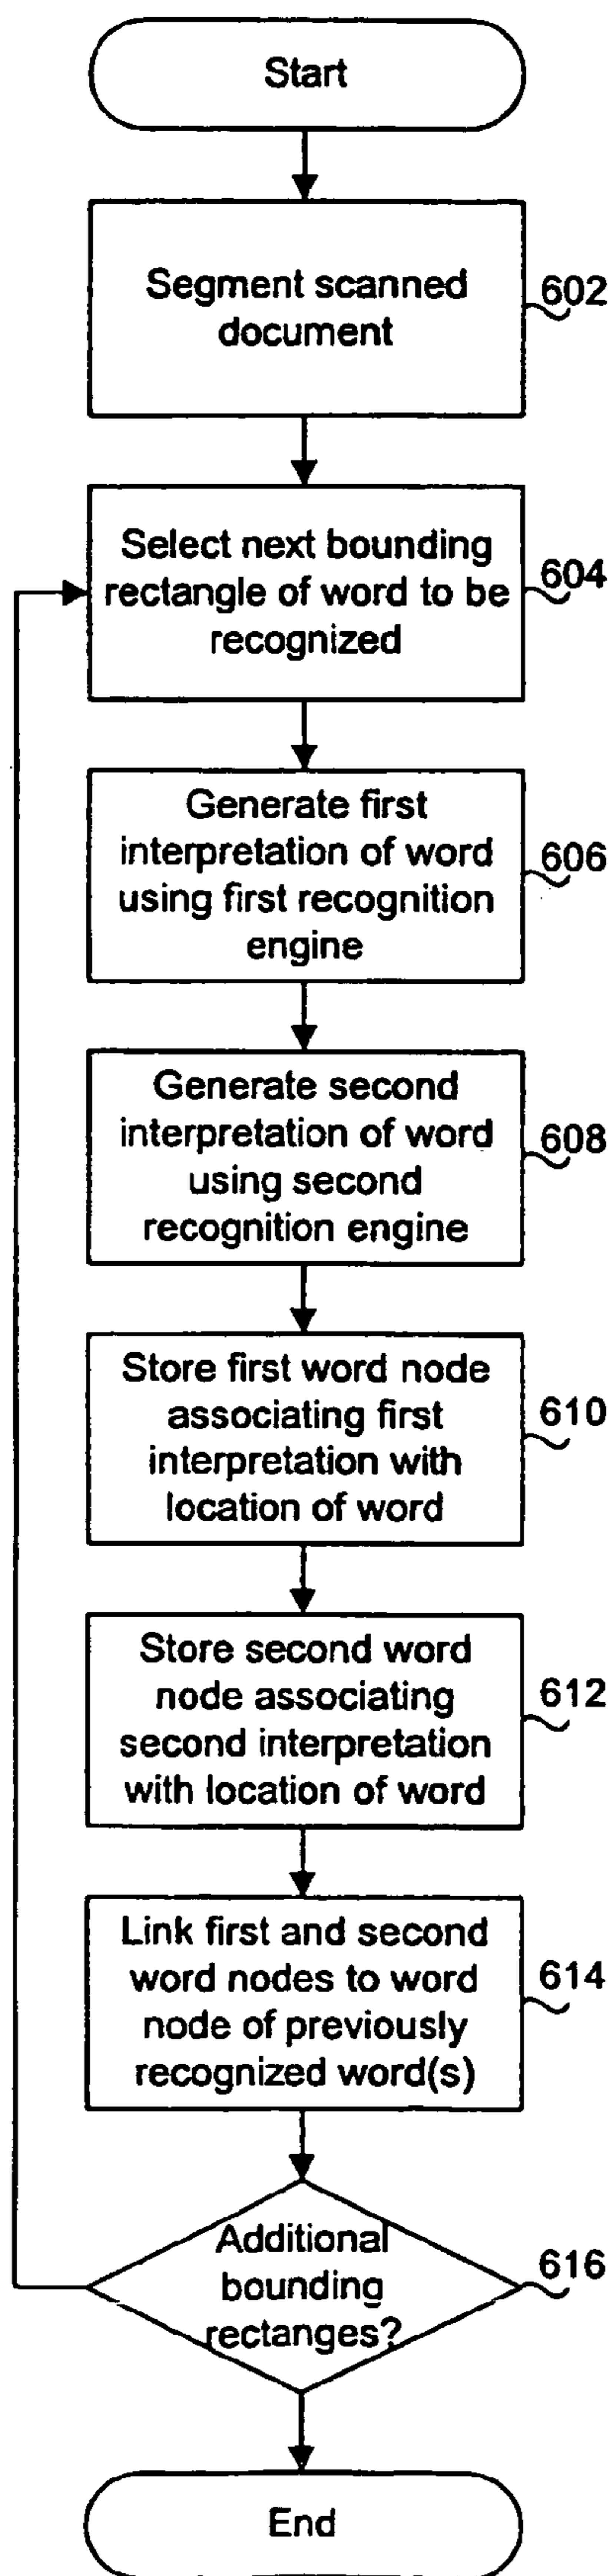 Start
Segment scanned
document
602
Select next bounding
rectangle of word to be
recognized
604
Generate first
interpretation of word
using first recognition
engine
606
Generate second
interpretation of word
using second
recognition engine
608
Store first word node
associating first
interpretation with
location of word
610
Store second word
node associating
second interpretation
with location of word
612
Link first and second
word nodes to word
node of previously
recognized word(s)
614
Additional
bounding
rectanges?
616
End